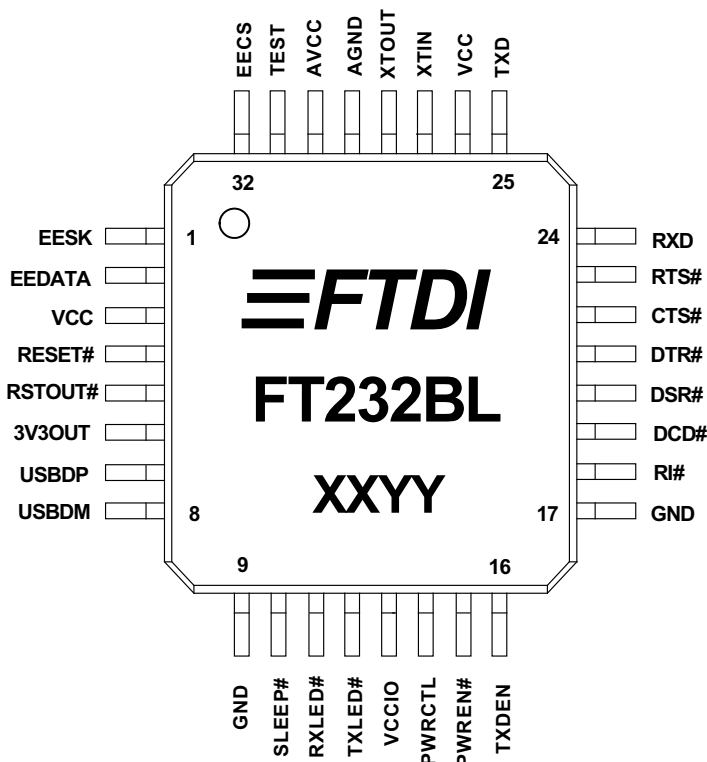 EECS
TEST
AVCC
AGND
XTOUT
XTIN
VCC
TXD
32
25
EESK
1
24
RXD
EEDATA
RTS#
VCC
CTS#
RESET#
DTR#
RSTOUT#
DSR#
3V3OUT
DCD#
USBDP
RI#
USBDM
8
17
GND
FTDI
FT232BL
XXYY
9
16
GND
SLEEP#
RXLED#
TXLED#
VCCIO
PWRCTL
PWREN#
TXDEN